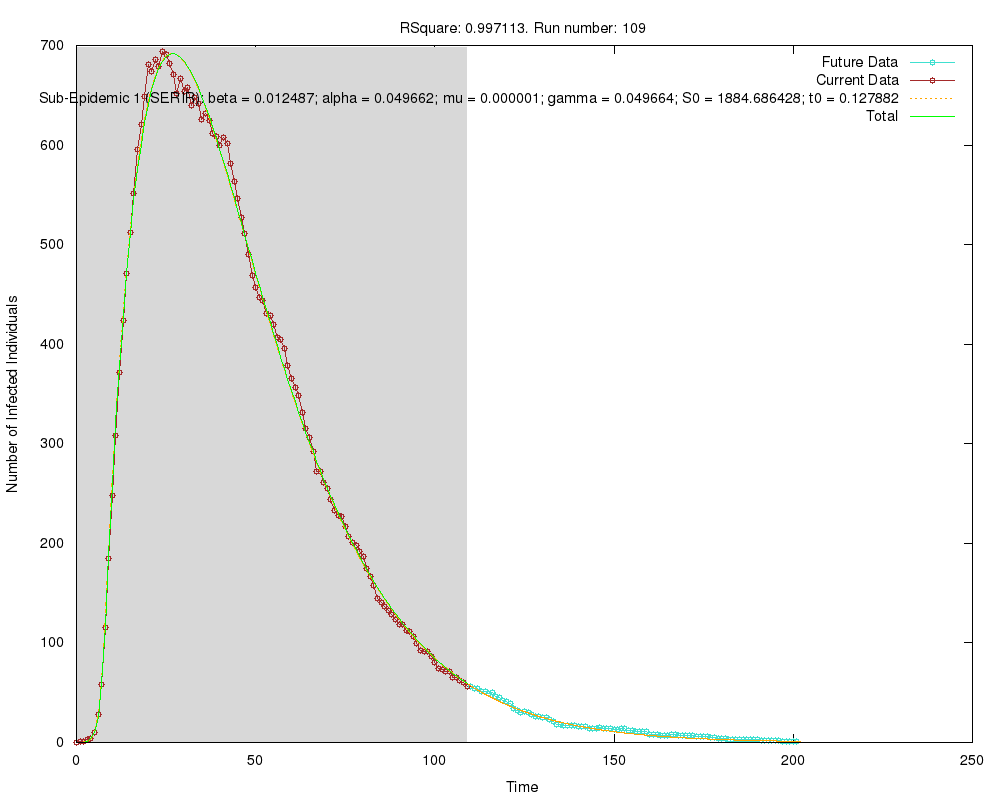 RSquare: 0.997113. Run number: 109
700
600
500
400
300
200
100
0
Number of Infected Individuals
Future Data
Current Data
Sub-Epidemic 1 beta = 0.012487; alpha = 0.049662; mu = 0.000001; gamma = 0.049664; S0 = 1884.686428; t0 = 0.127882
Total
0 50 100 150 200 250
Time